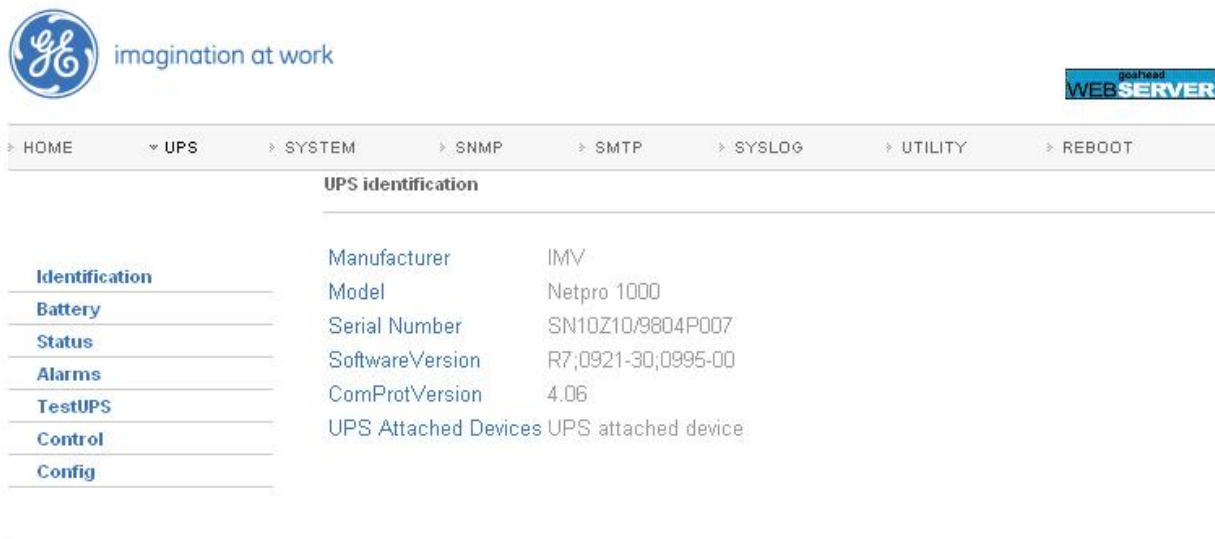 GE imagination at work
goahead
WEBSERVER
HOME UPS SYSTEM SNMP SMTP SYSLOG UTILITY REBOOT
UPS identification
Identification
Battery
Status
Alarms
TestUPS
Control
Config
Manufacturer IMV
Model Netpro 1000
Serial Number SN10Z10/9804P007
SoftwareVersion R7;0921-30;0995-00
ComProtVersion 4.06
UPS Attached Devices UPS attached device